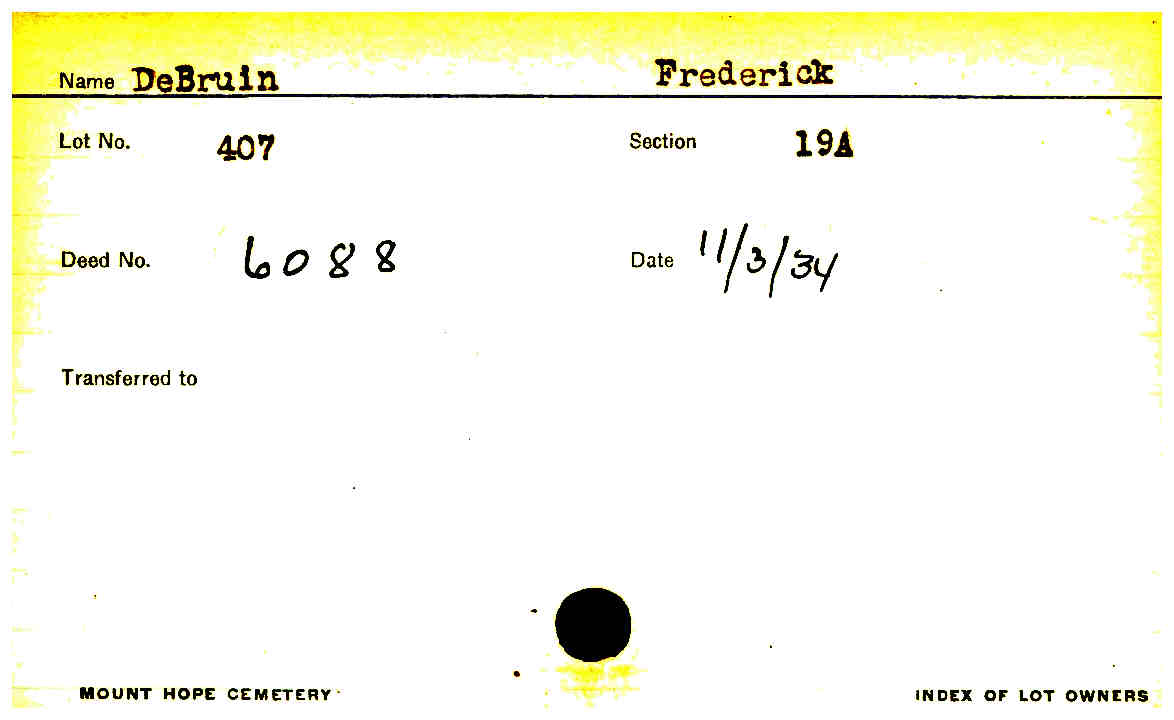 Name DeBruin Frederick
Lot No. 407 Section 19A
Deed No. 6088 Date 11/3/34
Transferred to
MOUNT HOPE CEMETERY INDEX OF LOT OWNERS